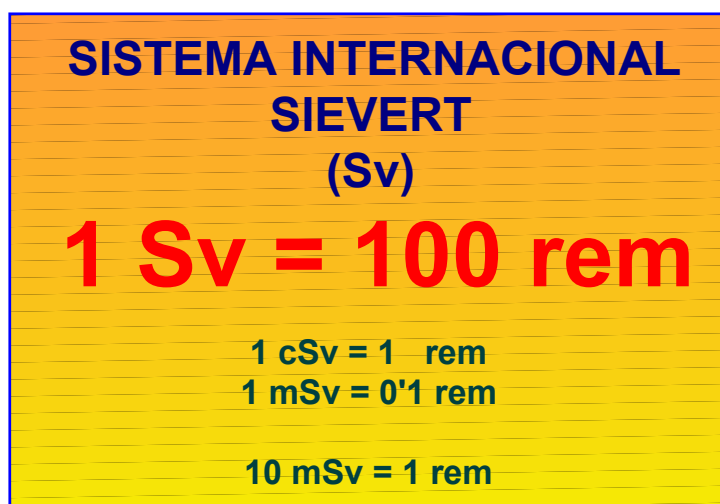 SISTEMA INTERNACIONAL
SIEVERT
(Sv)
1 Sv = 100 rem
1 cSv = 1 rem
1 mSv = 0'1 rem
10 mSv = 1 rem